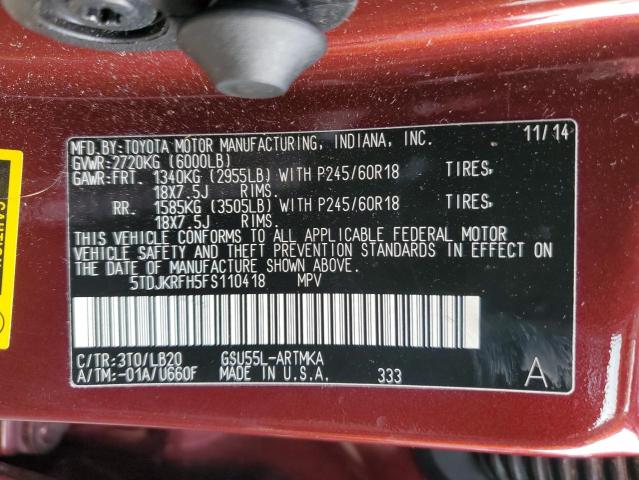 MFD.BY:TOYOTA MOTOR MANUFACTURING, INDIANA, INC. 11/14
GVWR:2720KG (6000LB)
GAWR:FRT. 1340KG (2955LB) WITH P245/60R18 TIRES,
18X7.5J RIMS.
RR. 1585KG (3505LB) WITH P245/60R18 TIRES,
18X7.5J RIMS.
THIS VEHICLE CONFORMS TO ALL APPLICABLE FEDERAL MOTOR
VEHICLE SAFETY AND THEFT PREVENTION STANDARDS IN EFFECT ON
THE DATE OF MANUFACTURE SHOWN ABOVE.
5TDJKRFH5FS110418 MPV
C/TR:3T0/LB20 GSU55L-ARTMKA
A/TM:-01A/U660F MADE IN U.S.A. 333 A